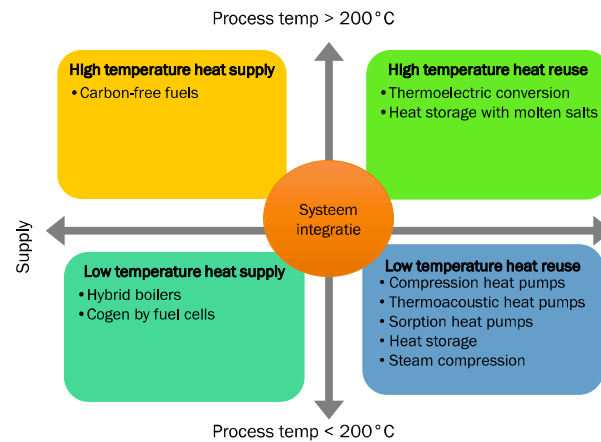 Process temp > 200°C
High temperature heat supply
• Carbon-free fuels
High temperature heat reuse
• Thermoelectric conversion
• Heat storage with molten salts
Systeem
integratie
Supply
Low temperature heat supply
• Hybrid boilers
• Cogen by fuel cells
Low temperature heat reuse
• Compression heat pumps
• Thermoacoustic heat pumps
• Sorption heat pumps
• Heat storage
• Steam compression
Process temp < 200°C